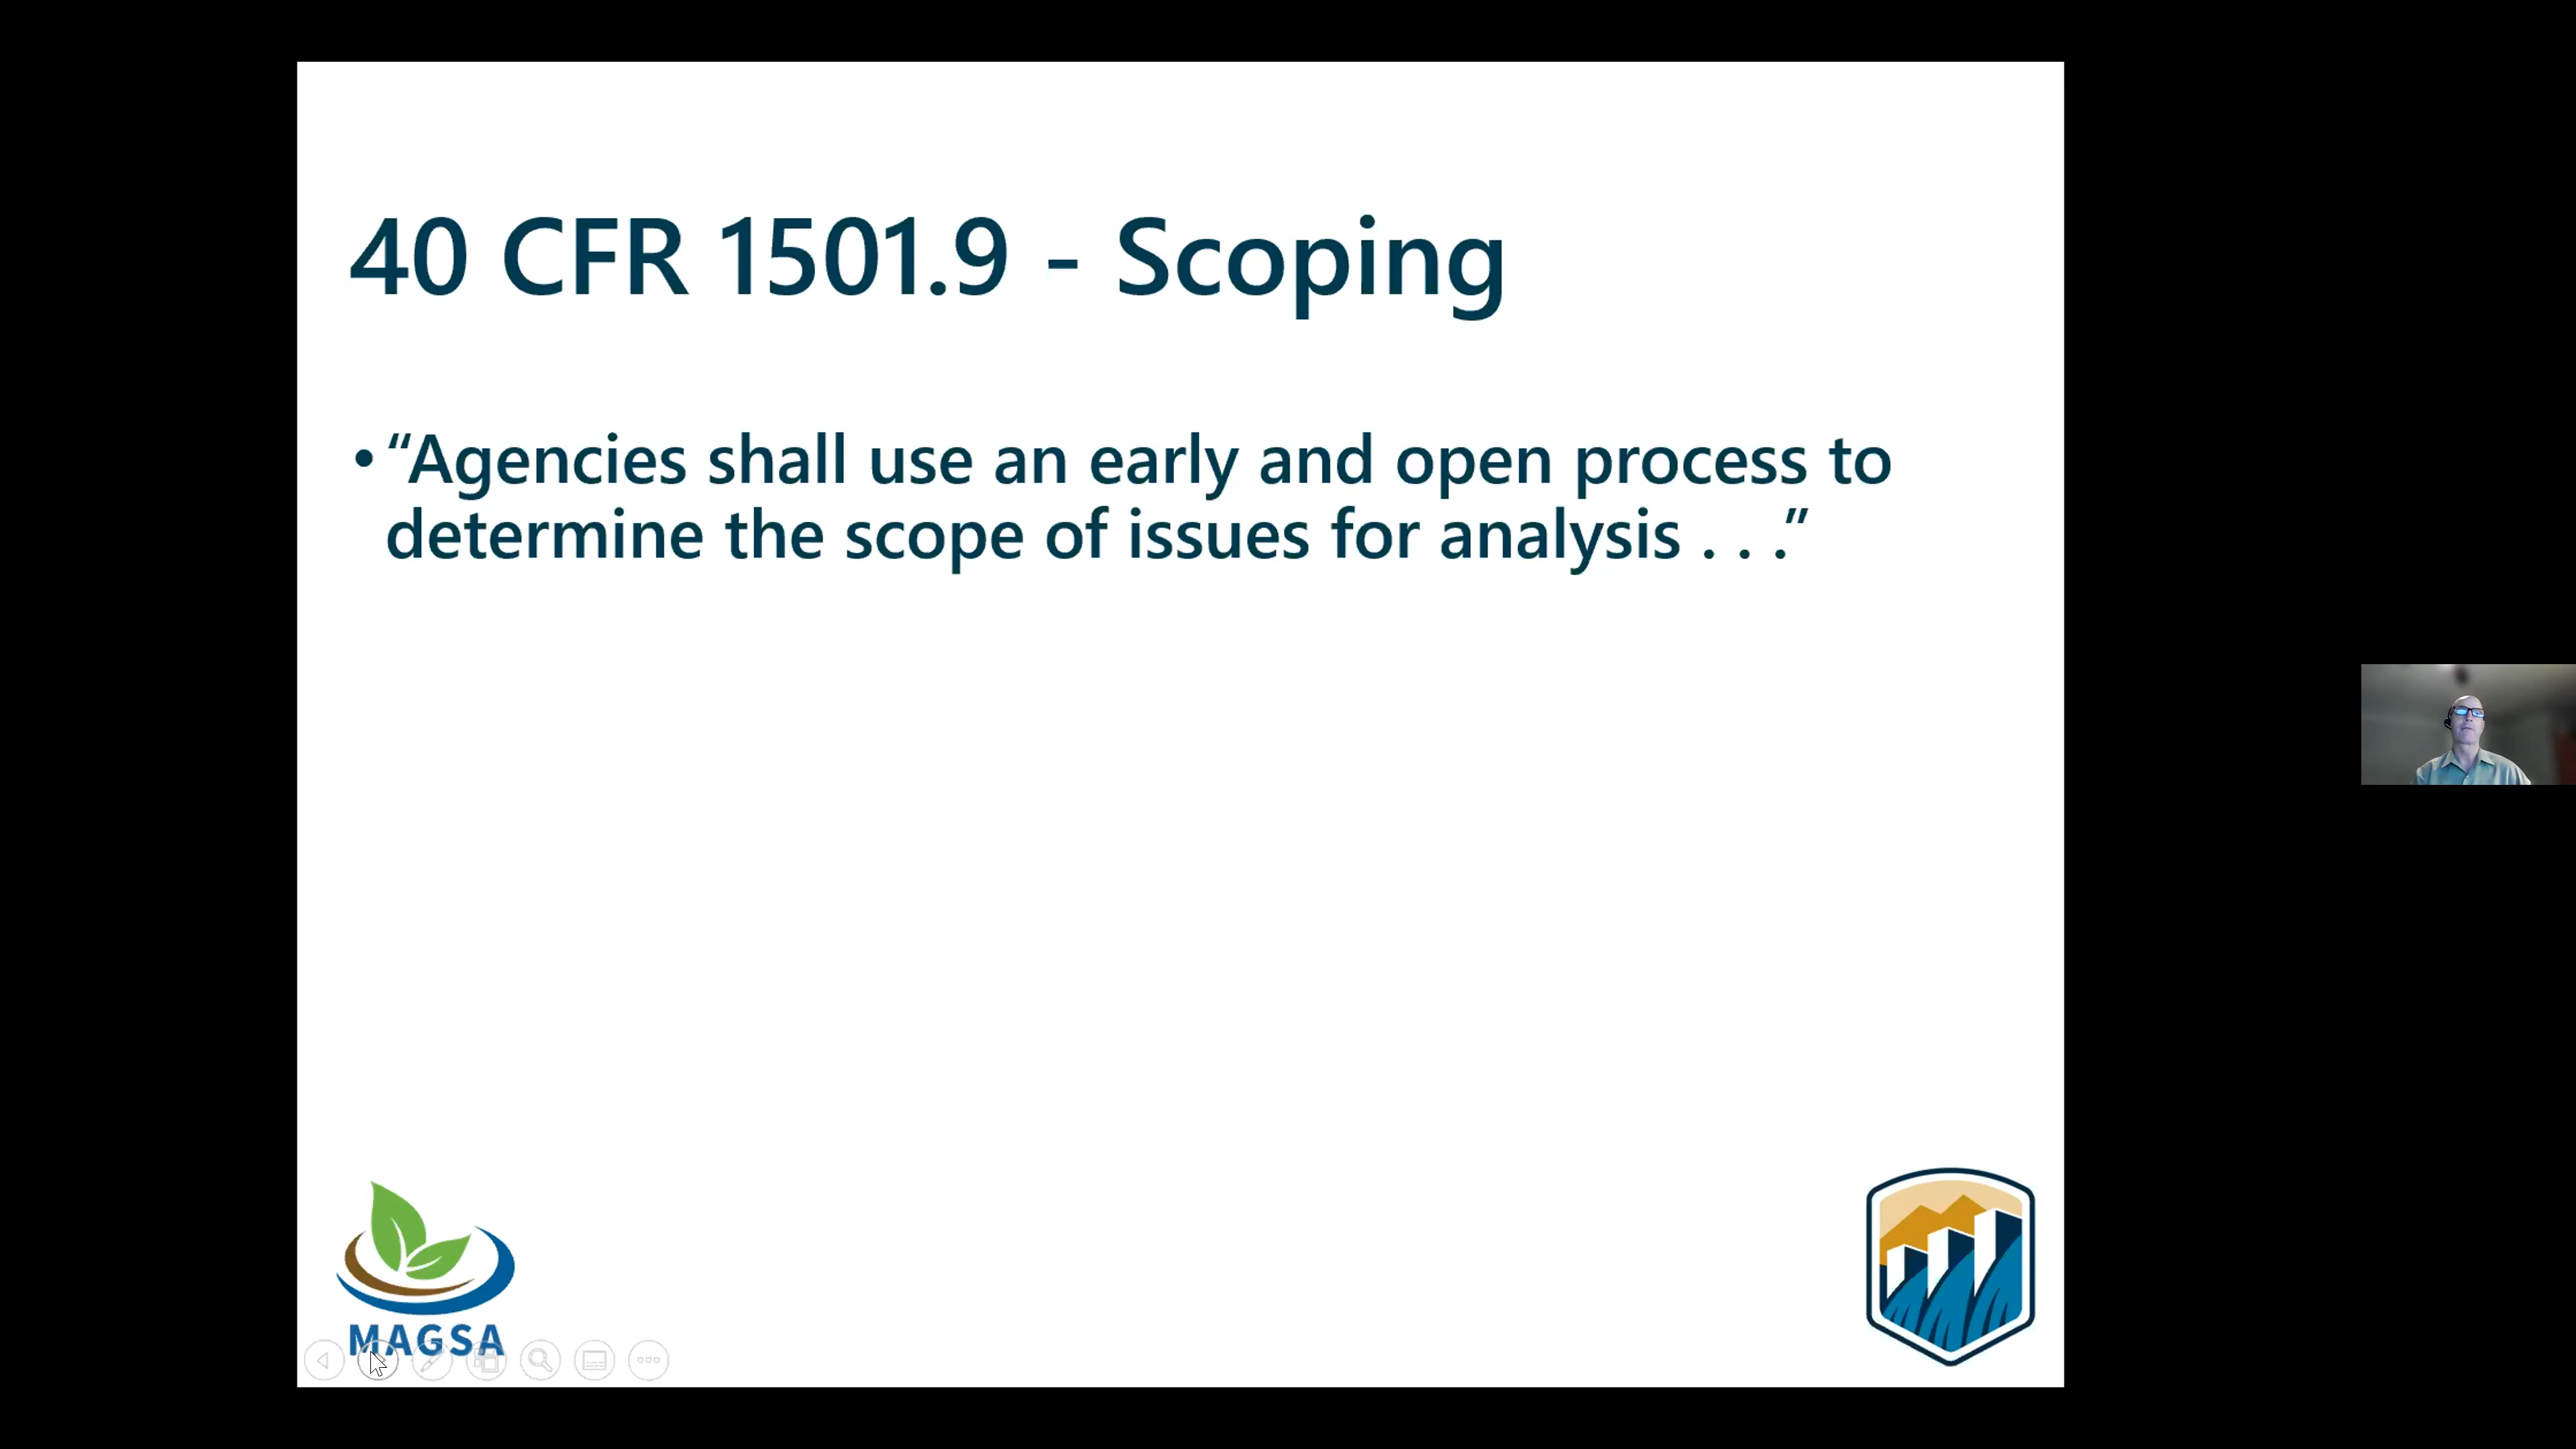 40 CFR 1501.9 - Scoping
• “Agencies shall use an early and open process to
determine the scope of issues for analysis . . .”
MAGSA